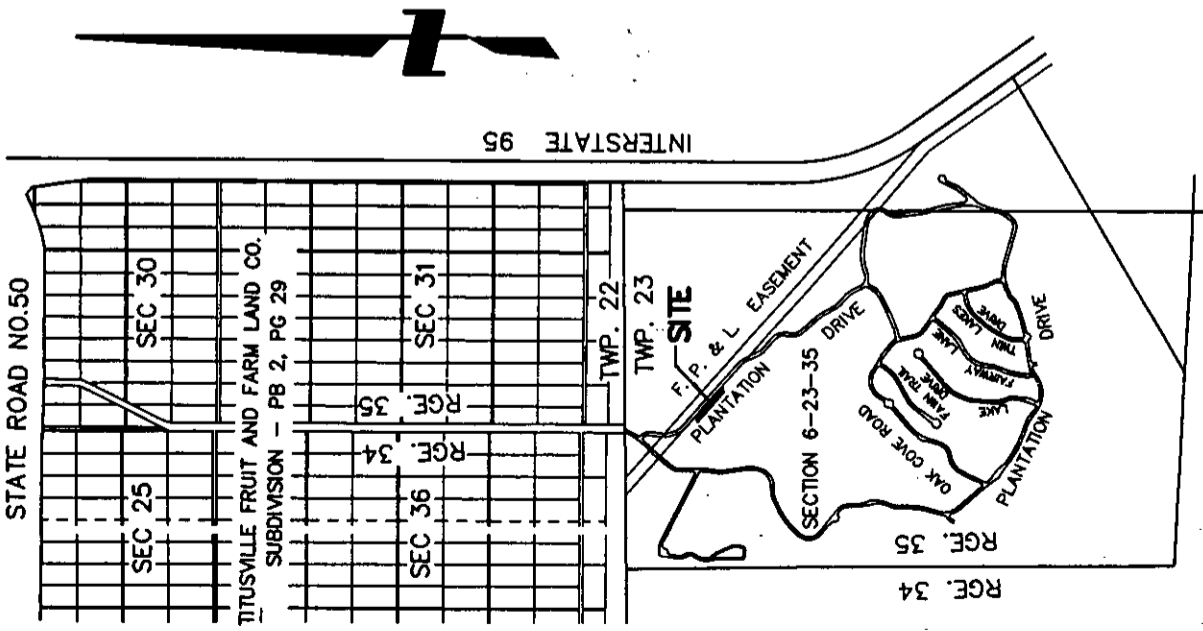 Z
INTERSTATE 95
STATE ROAD NO.50
SEC 30
TITUSVILLE FRUIT AND FARM LAND CO.
SUBDIVISION — PB 2, PG 29
SEC 31
RGE. 35
RGE. 34
SEC 25
SEC 36
TWP. 22
TWP. 23
SITE
F. P. & L. EASEMENT
PLANTATION DRIVE
SECTION 6-23-35
OAK COVE ROAD
FAWN TRAIL
DRIVE
LAKE
LANE
FAIRWAY
TWIN LAKES
DRIVE
PLANTATION DRIVE
RGE. 35
RGE. 34